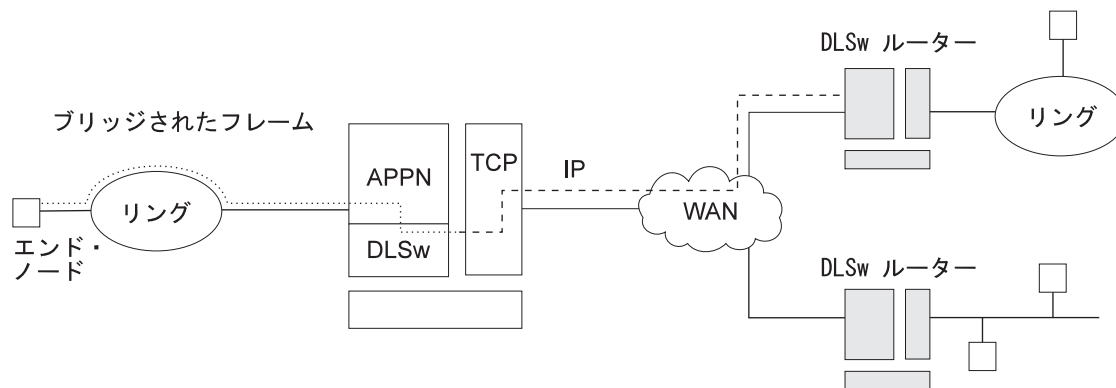 DLSw ルーター
ブリッジされたフレーム
リング
TCP
APPN
IP
リング
WAN
エンド・
ノード
DLSw
DLSw ルーター